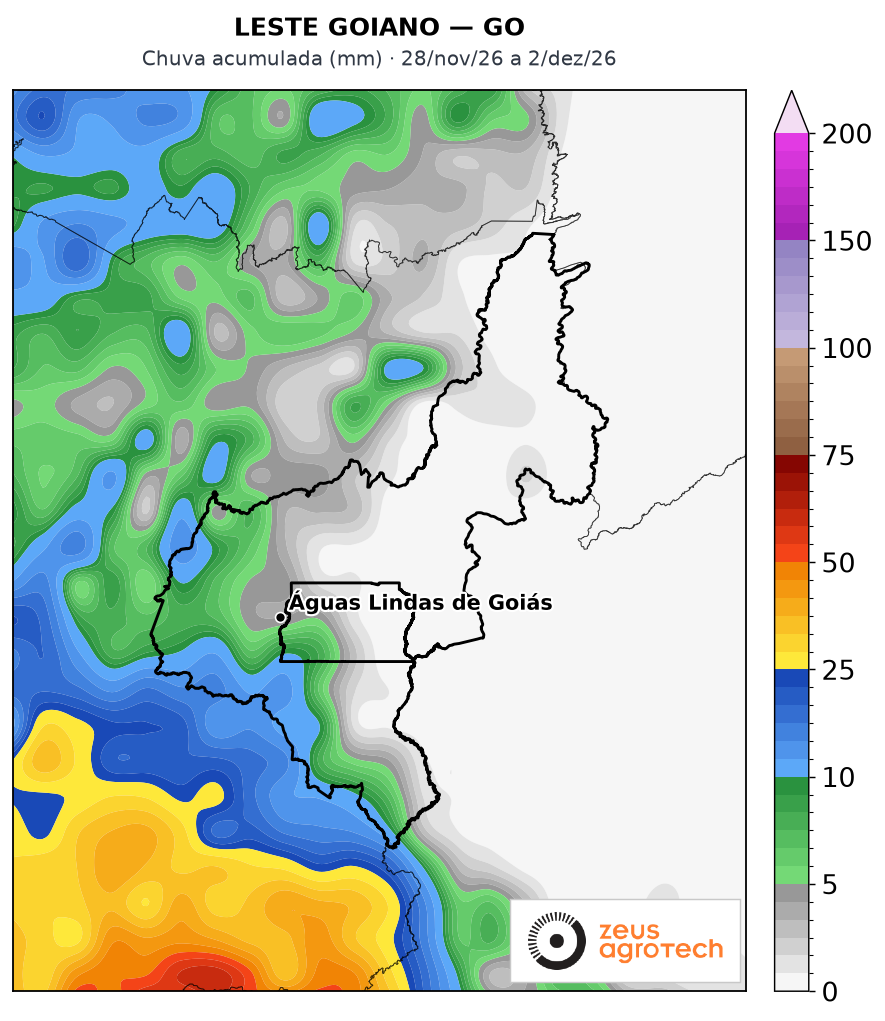 LESTE GOIANO — GO
Chuva acumulada (mm) · 28/nov/26 a 2/dez/26
200
150
100
75
50
25
10
5
0
Águas Lindas de Goiás
zeus
agrotech